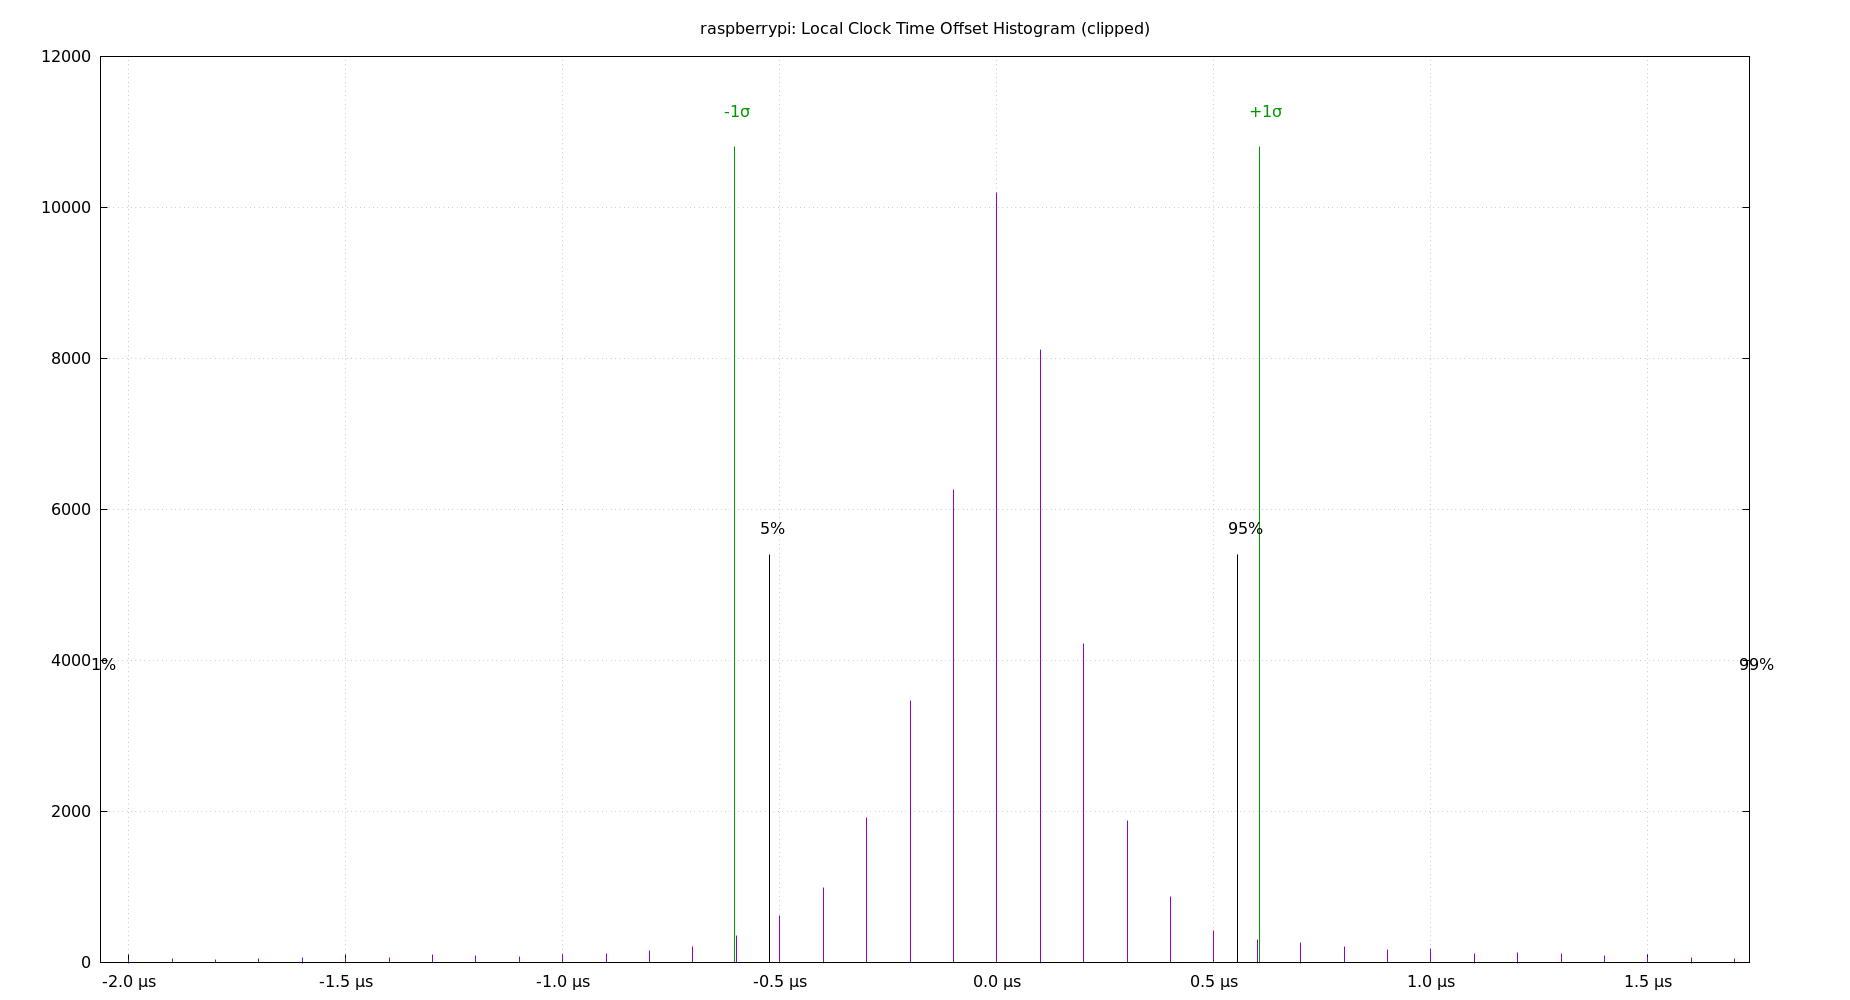 raspberrypi: Local Clock Time Offset Histogram (clipped)
12000
-1σ
+1σ
10000
8000
6000
5%
95%
4000
1%
99%
2000
0
-2.0 µs
-1.5 µs
-1.0 µs
-0.5 µs
0.0 µs
0.5 µs
1.0 µs
1.5 µs